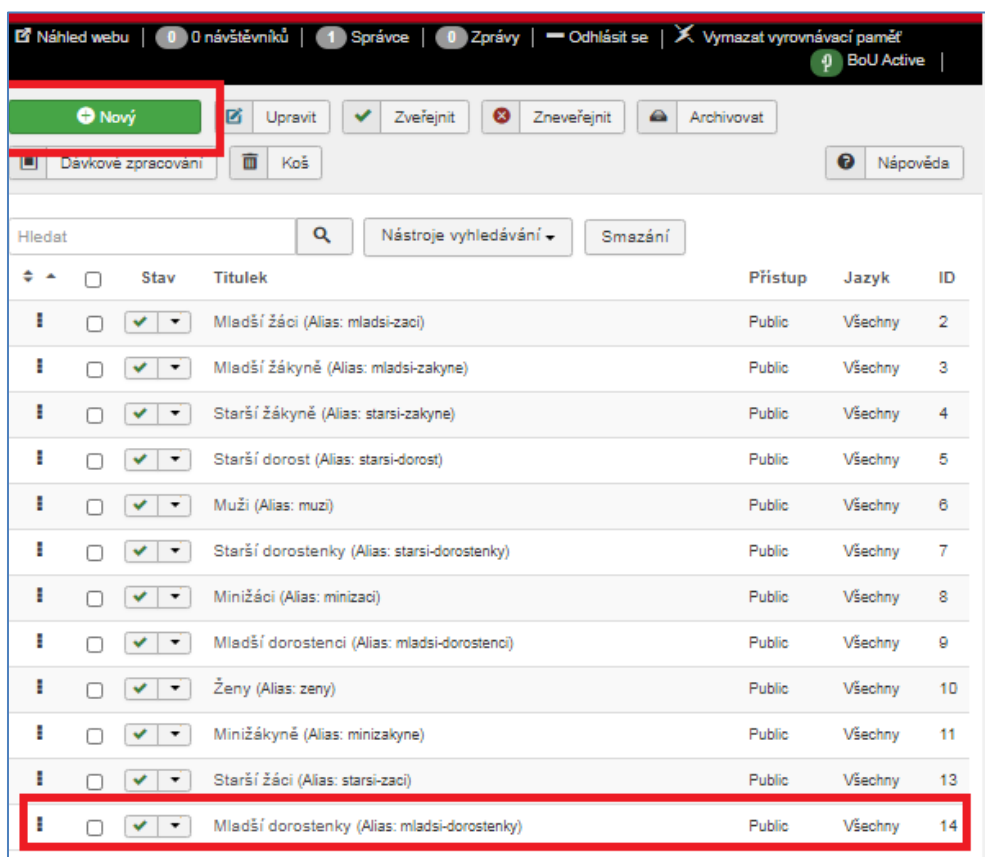 Náhled webu | 0 0 návštěvníků | 1 Správce | 0 Zprávy | Odhlásit se | Vymazat vyrovnávací paměť
BoU Active |
Nový Upravit Zveřejnit Zneveřejnit Archivovat
Dávkové zpracování Koš Nápověda
Hledat Nástroje vyhledávání Smazání
Stav Titulek Přístup Jazyk ID
Mladší žáci (Alias: mladsi-zaci) Public Všechny 2
Mladší žákyně (Alias: mladsi-zakyne) Public Všechny 3
Starší žákyně (Alias: starsi-zakyne) Public Všechny 4
Starší dorost (Alias: starsi-dorost) Public Všechny 5
Muži (Alias: muzi) Public Všechny 6
Starší dorostenky (Alias: starsi-dorostenky) Public Všechny 7
Minižáci (Alias: minizaci) Public Všechny 8
Mladší dorostenci (Alias: mladsi-dorostenci) Public Všechny 9
Ženy (Alias: zeny) Public Všechny 10
Minižákyně (Alias: minizakyne) Public Všechny 11
Starší žáci (Alias: starsi-zaci) Public Všechny 13
Mladší dorostenky (Alias: mladsi-dorostenky) Public Všechny 14